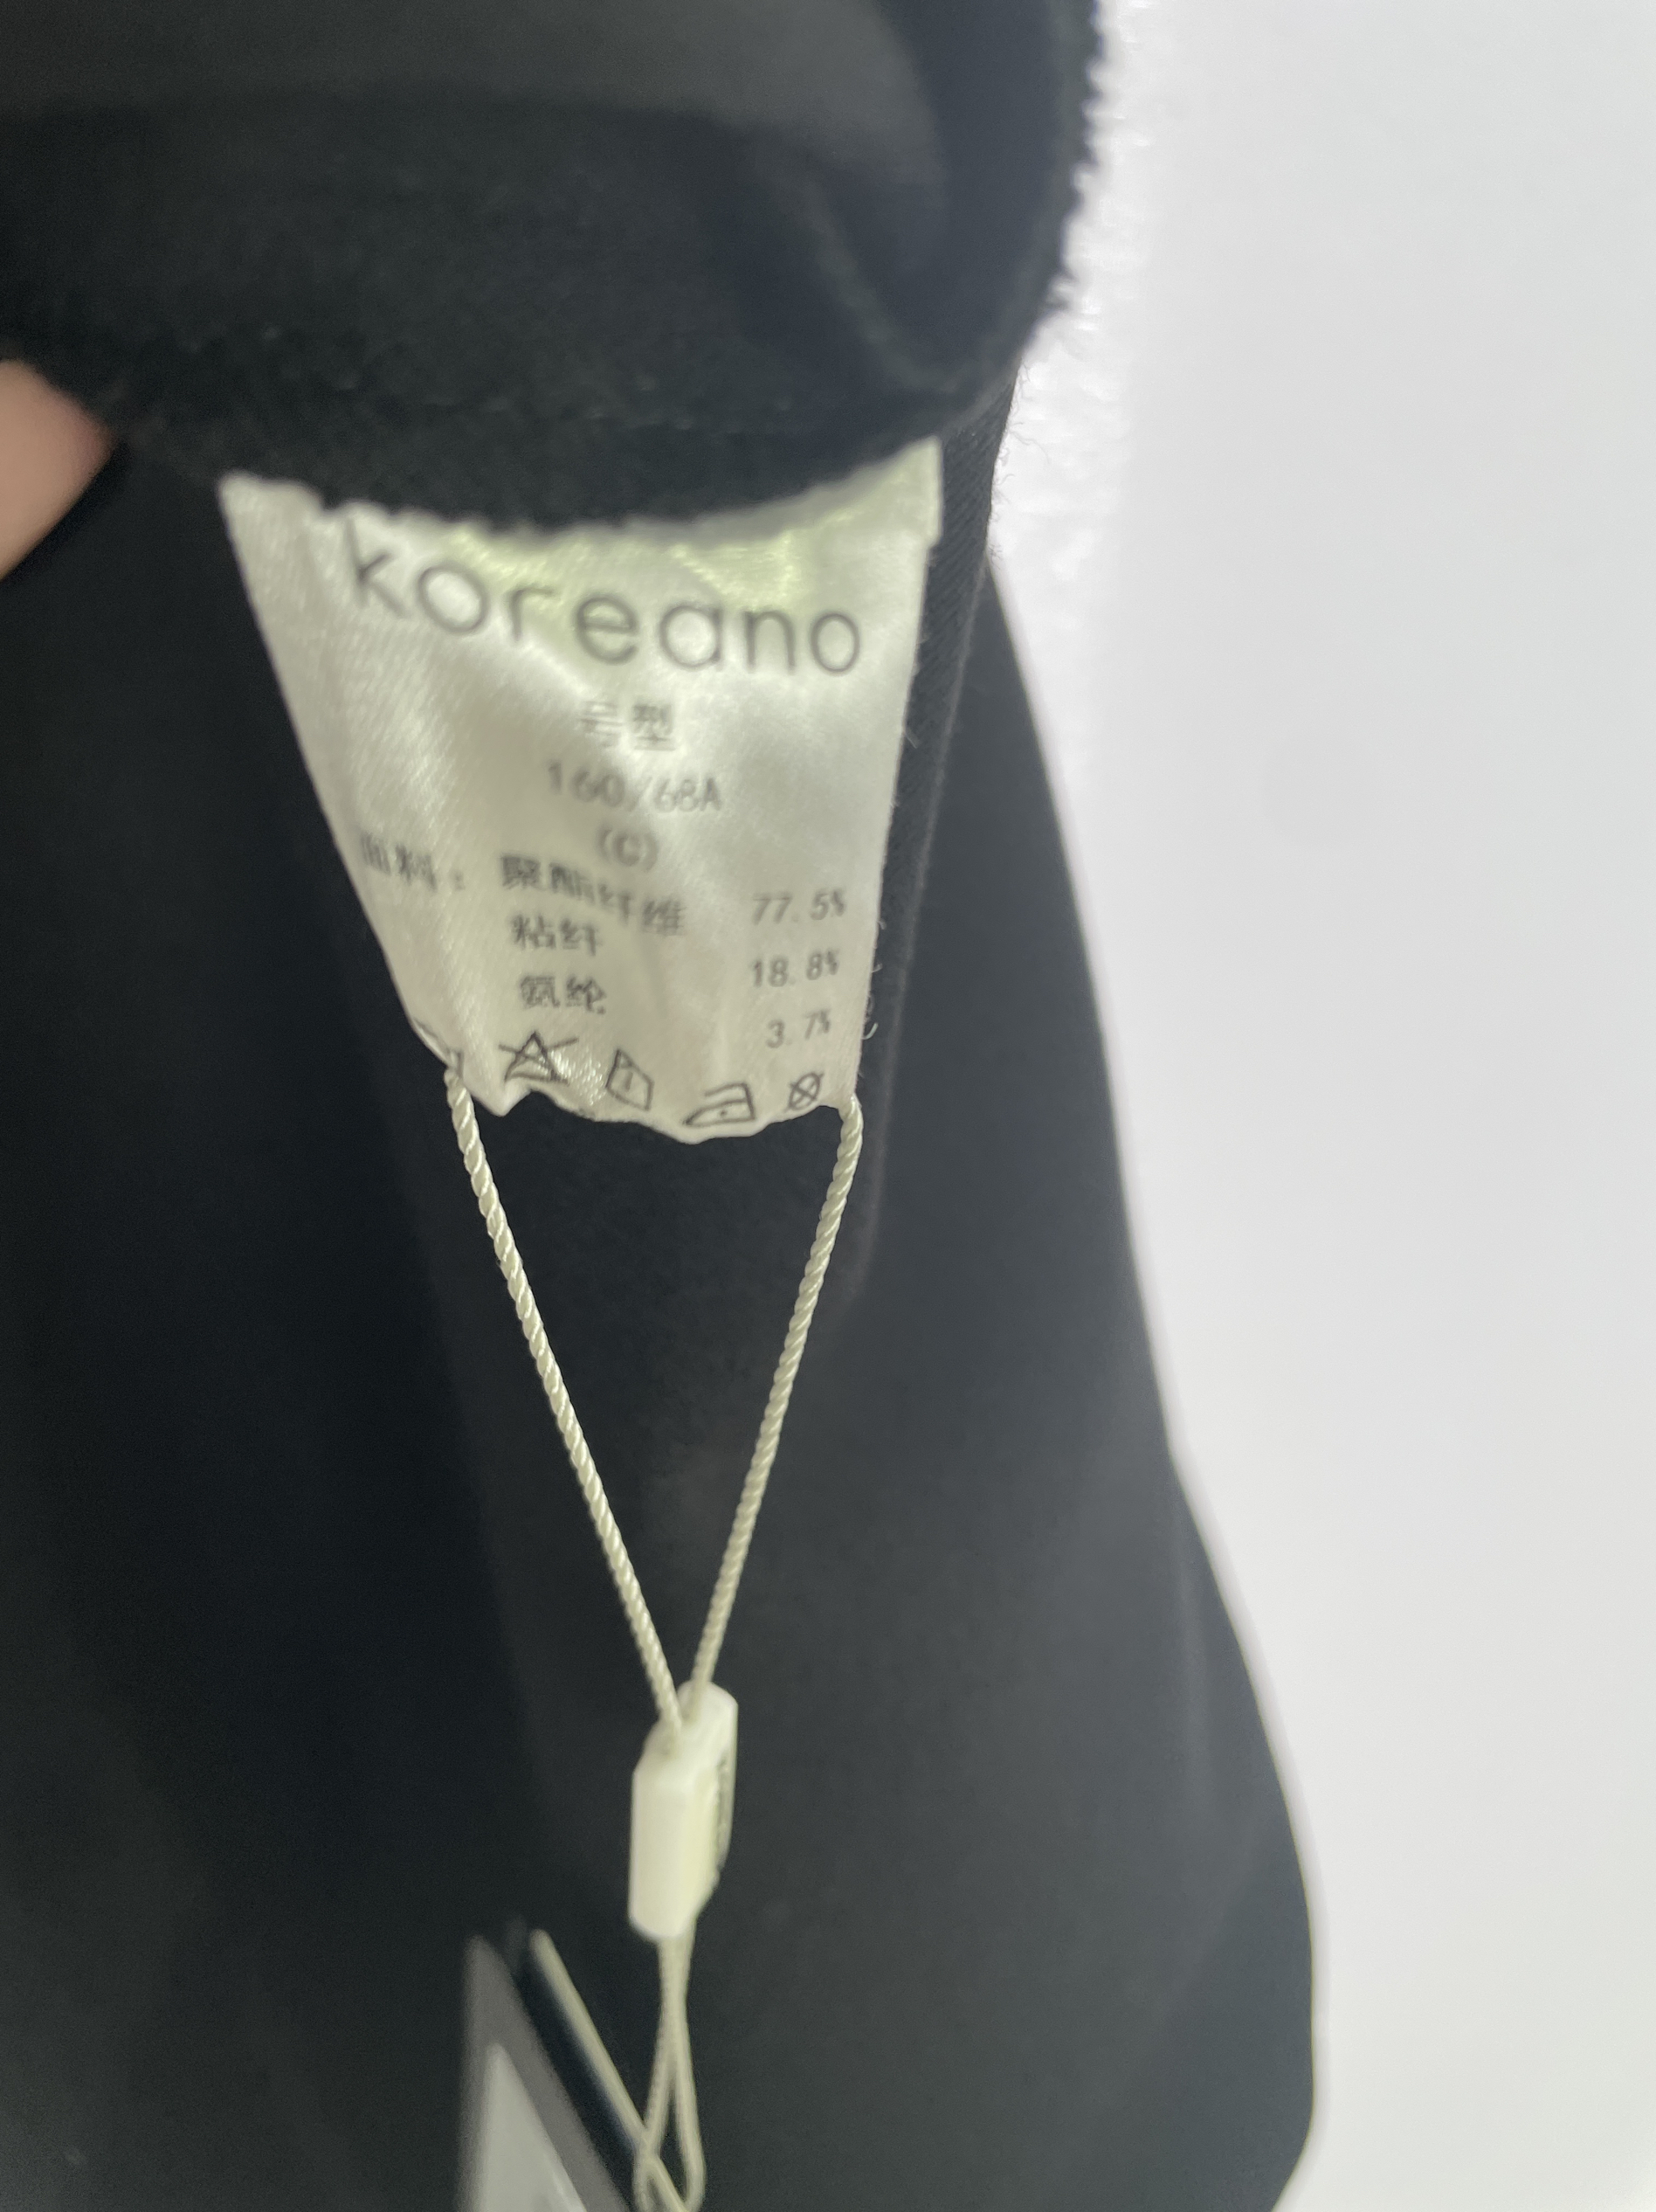 koreano
号型
160/68A
(C)
面料： 聚酯纤维 77.5%
粘纤 18.8%
氨纶 3.7%